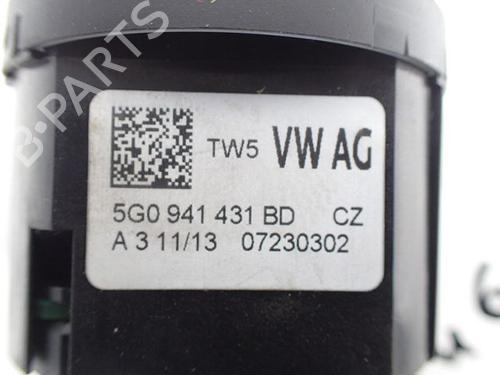 TW5 VW AG
5G0 941 431 BD CZ
A 3 11/13 07230302
B-PARTS